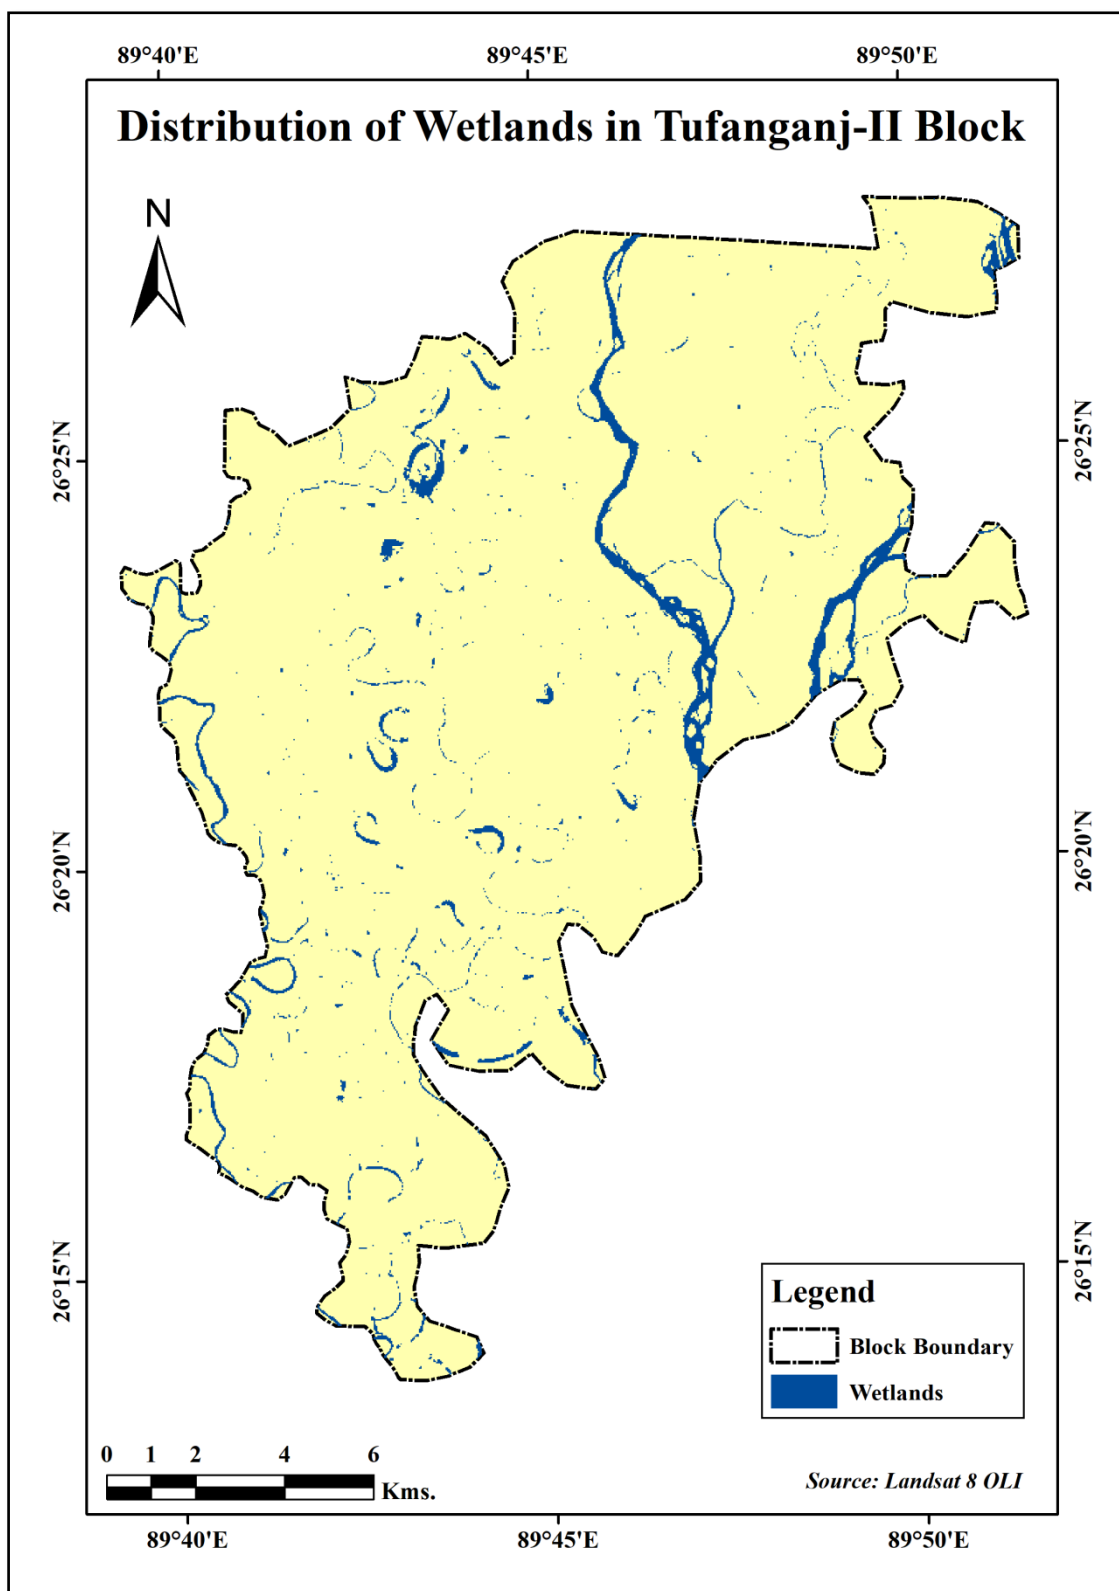 89°40'E 89°45'E 89°50'E
Distribution of Wetlands in Tufanganj-II Block
N
26°25'N 26°25'N
26°20'N 26°20'N
26°15'N 26°15'N
Legend
Block Boundary
Wetlands
0 1 2 4 6
Kms.
Source: Landsat 8 OLI
89°40'E 89°45'E 89°50'E